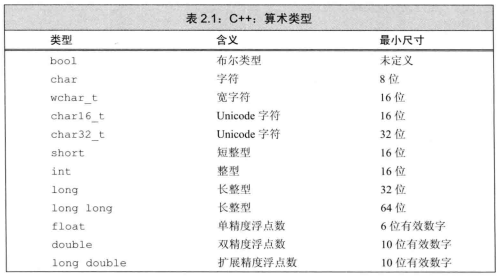 表 2.1：C++：算术类型
类型 含义 最小尺寸
bool 布尔类型 未定义
char 字符 8 位
wchar_t 宽字符 16 位
char16_t Unicode 字符 16 位
char32_t Unicode 字符 32 位
short 短整型 16 位
int 整型 16 位
long 长整型 32 位
long long 长整型 64 位
float 单精度浮点数 6 位有效数字
double 双精度浮点数 10 位有效数字
long double 扩展精度浮点数 10 位有效数字